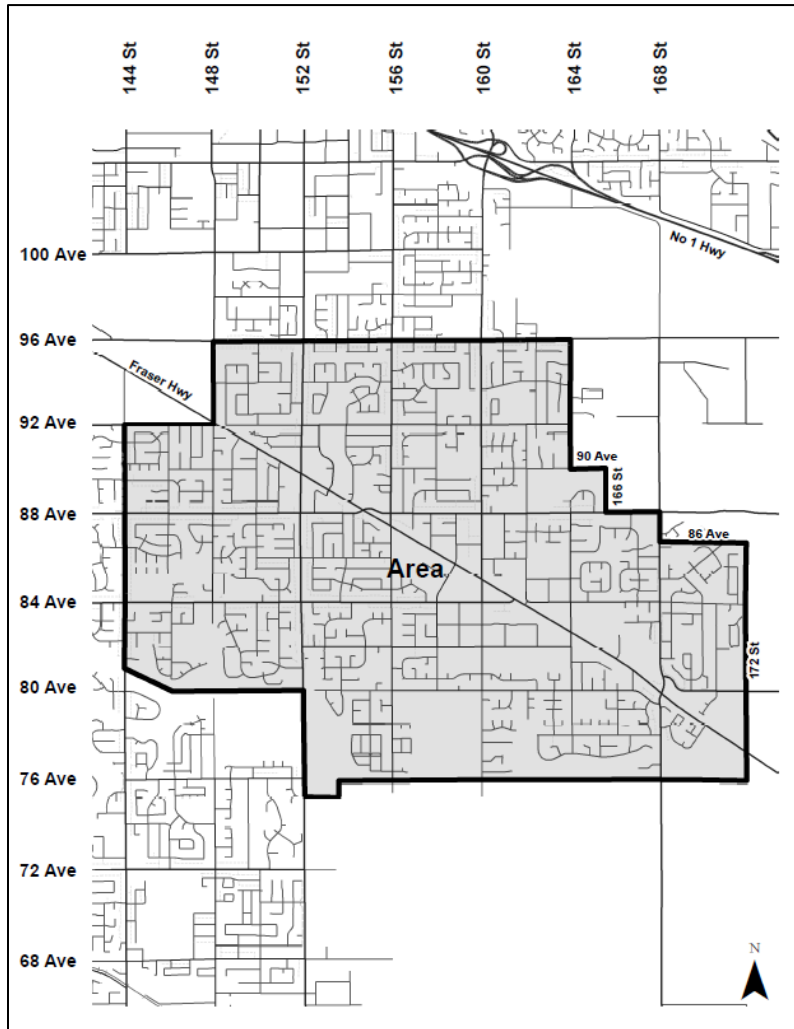 144 St
148 St
152 St
156 St
160 St
164 St
168 St
No 1 Hwy
100 Ave
96 Ave
Fraser Hwy
92 Ave
90 Ave
166 St
88 Ave
86 Ave
Area
84 Ave
172 St
80 Ave
76 Ave
72 Ave
68 Ave
N